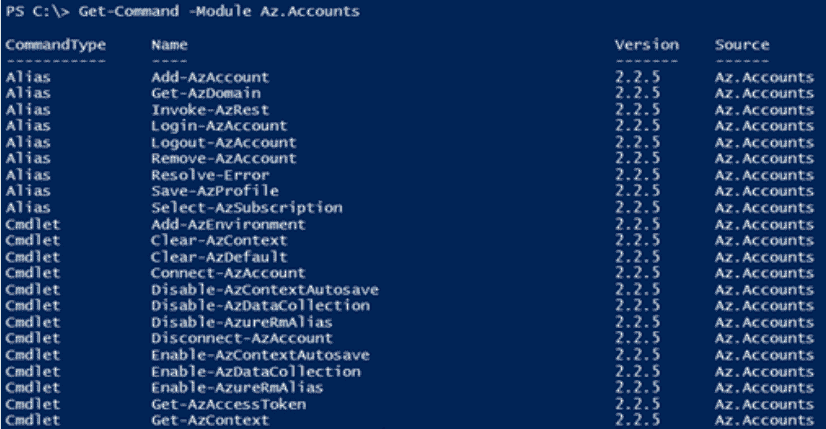 PS C:\> Get-Command -Module Az.Accounts
CommandType Name Version Source
----------- ---- ------- ------
Alias Add-AzAccount 2.2.5 Az.Accounts
Alias Get-AzDomain 2.2.5 Az.Accounts
Alias Invoke-AzRest 2.2.5 Az.Accounts
Alias Login-AzAccount 2.2.5 Az.Accounts
Alias Logout-AzAccount 2.2.5 Az.Accounts
Alias Remove-AzAccount 2.2.5 Az.Accounts
Alias Resolve-Error 2.2.5 Az.Accounts
Alias Save-AzProfile 2.2.5 Az.Accounts
Alias Select-AzSubscription 2.2.5 Az.Accounts
Cmdlet Add-AzEnvironment 2.2.5 Az.Accounts
Cmdlet Clear-AzContext 2.2.5 Az.Accounts
Cmdlet Clear-AzDefault 2.2.5 Az.Accounts
Cmdlet Connect-AzAccount 2.2.5 Az.Accounts
Cmdlet Disable-AzContextAutosave 2.2.5 Az.Accounts
Cmdlet Disable-AzDataCollection 2.2.5 Az.Accounts
Cmdlet Disable-AzureRmAlias 2.2.5 Az.Accounts
Cmdlet Disconnect-AzAccount 2.2.5 Az.Accounts
Cmdlet Enable-AzContextAutosave 2.2.5 Az.Accounts
Cmdlet Enable-AzDataCollection 2.2.5 Az.Accounts
Cmdlet Enable-AzureRmAlias 2.2.5 Az.Accounts
Cmdlet Get-AzAccessToken 2.2.5 Az.Accounts
Cmdlet Get-AzContext 2.2.5 Az.Accounts